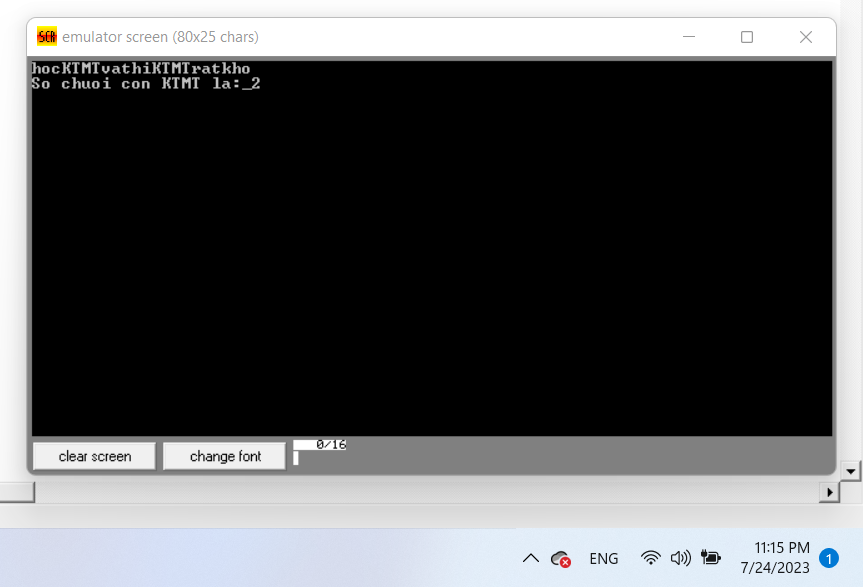 SCR emulator screen (80x25 chars)
hocKTMTvathiKTMTratkho
So chuoi con KTMT la:_2
clear screen
change font
0/16
ENG
11:15 PM
7/24/2023
1